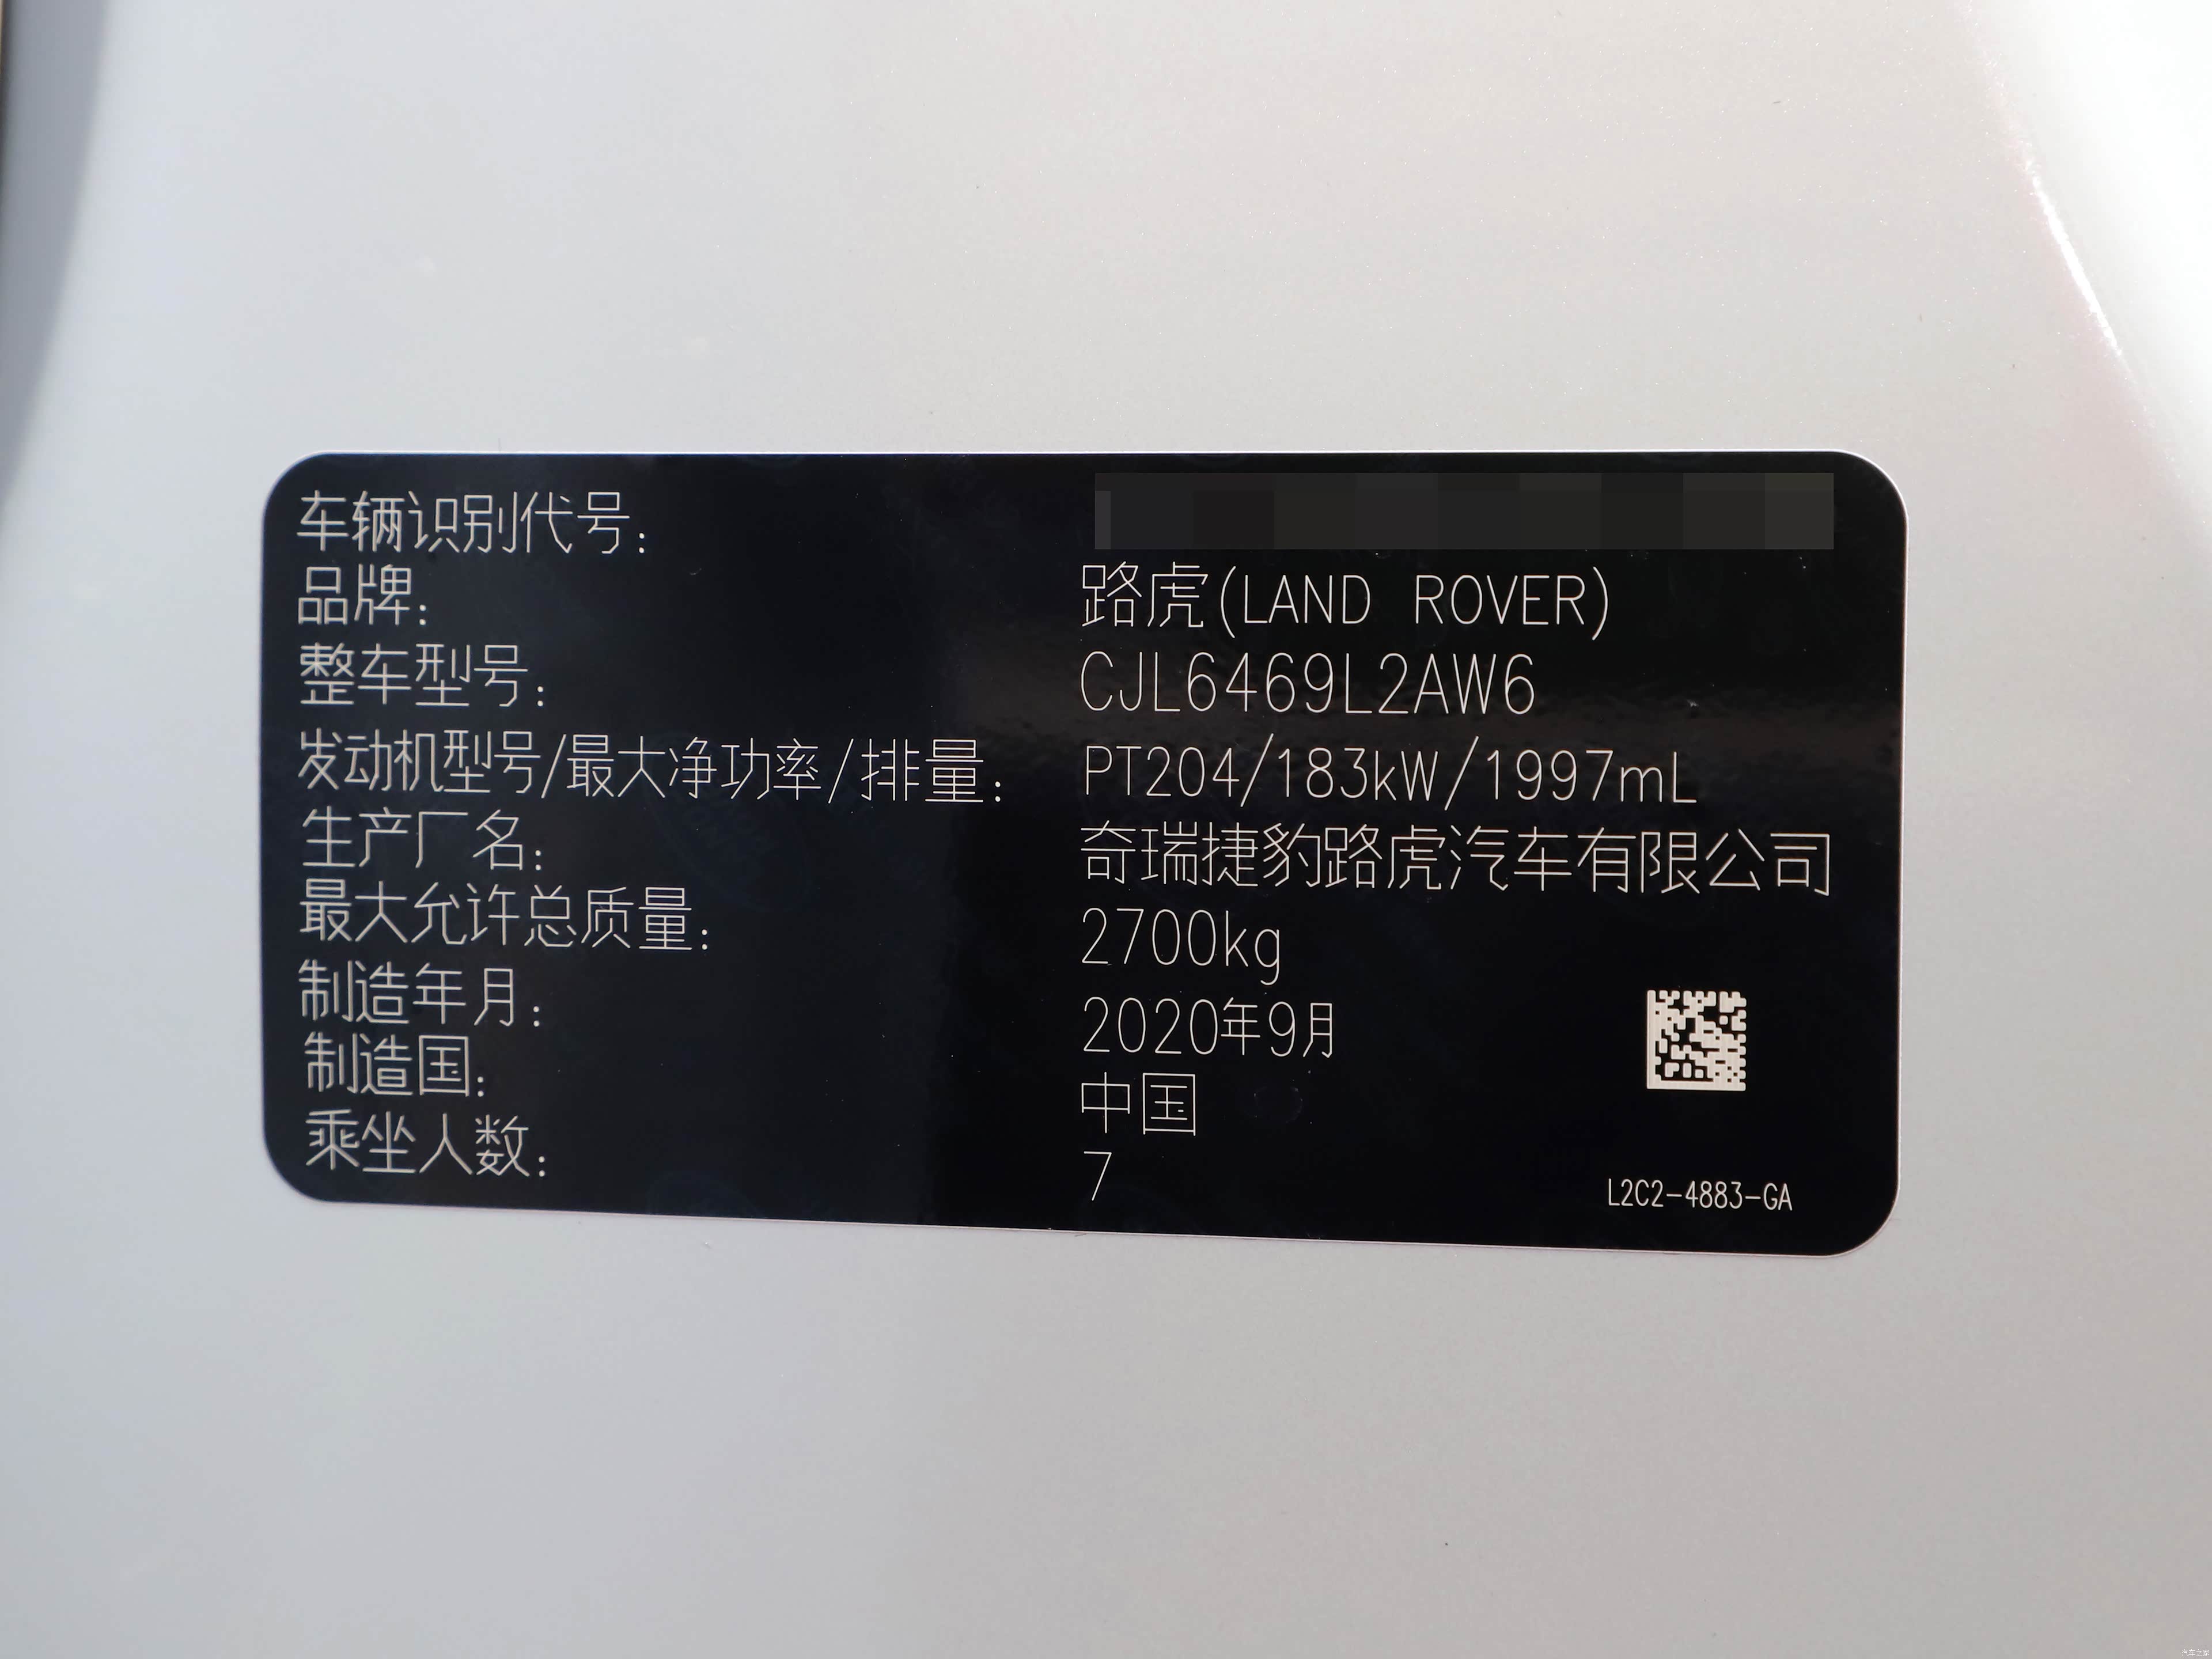 车辆识别代号:
品牌: 路虎(LAND ROVER)
整车型号: CJL6469L2AW6
发动机型号/最大净功率/排量: PT204/183kW/1997mL
生产厂名: 奇瑞捷豹路虎汽车有限公司
最大允许总质量: 2700kg
制造年月: 2020年9月
制造国: 中国
乘坐人数: 7
L2C2-4883-GA
汽车之家